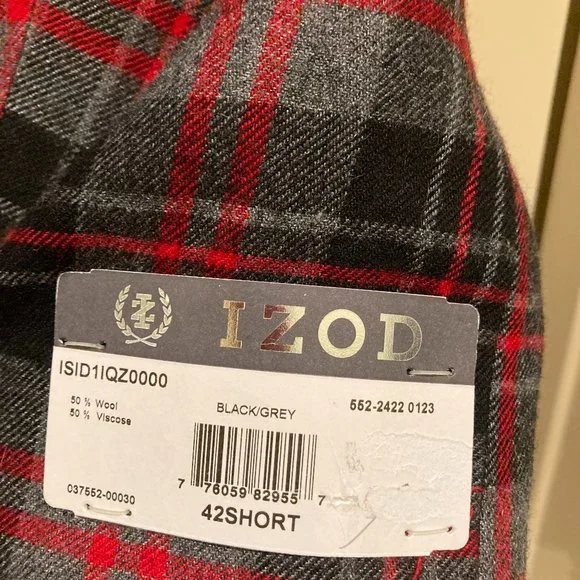 IZOD
ISID1IQZ0000
50 % Wool
50 % Viscose
BLACK/GREY
552-2422 0123
7 76059 82955 7
037552-00030
42SHORT